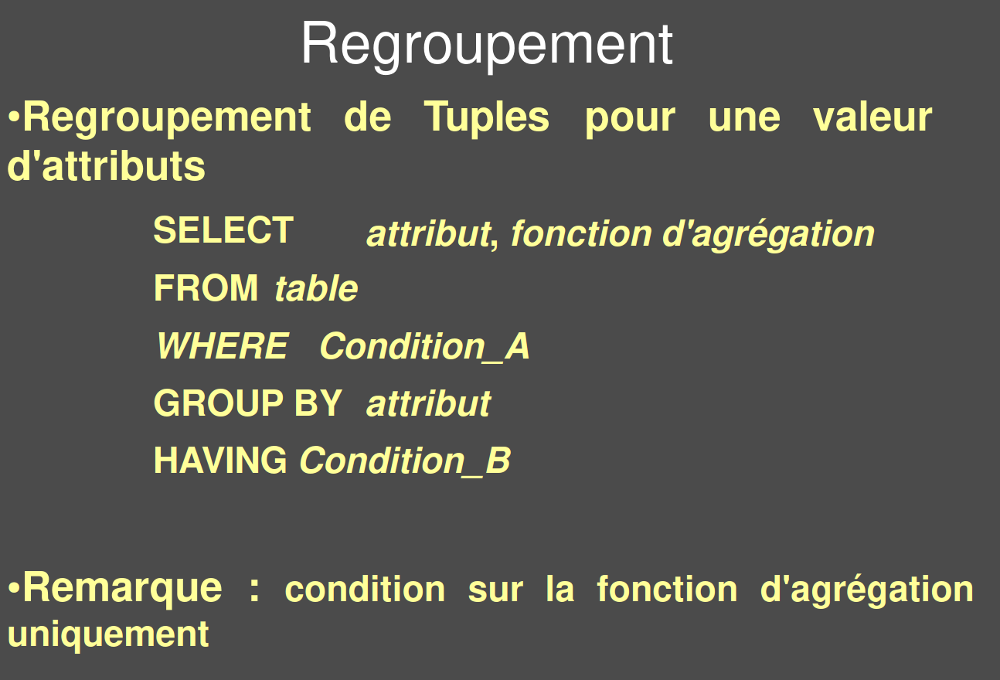 Regroupement
•Regroupement de Tuples pour une valeur
d'attributs
SELECT attribut, fonction d'agrégation
FROM table
WHERE Condition_A
GROUP BY attribut
HAVING Condition_B
•Remarque : condition sur la fonction d'agrégation
uniquement